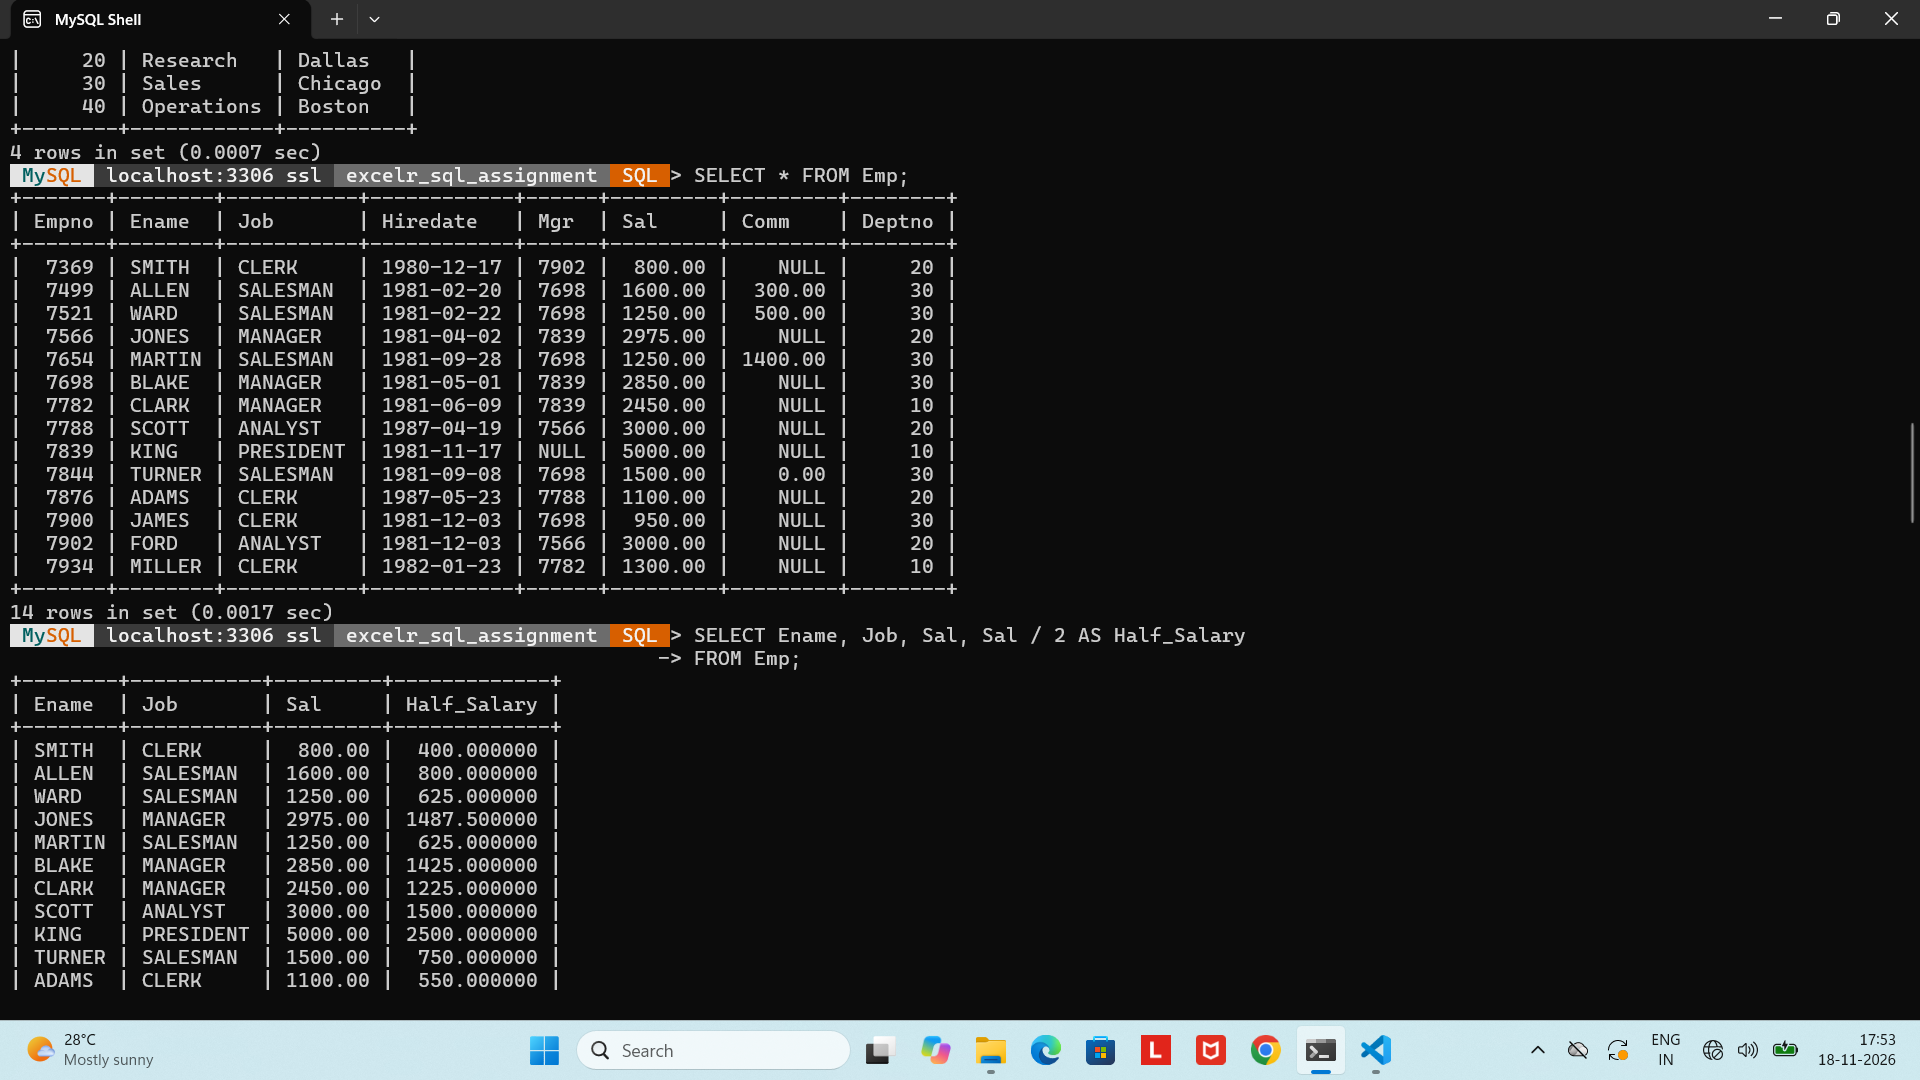 MySQL Shell
|     20 | Research   | Dallas   |
|     30 | Sales      | Chicago  |
|     40 | Operations | Boston   |
+--------+------------+----------+
4 rows in set (0.0007 sec)
MySQL localhost:3306 ssl excelr_sql_assignment SQL > SELECT * FROM Emp;
+-------+--------+-----------+------------+------+---------+---------+--------+
| Empno | Ename  | Job       | Hiredate   | Mgr  | Sal     | Comm    | Deptno |
+-------+--------+-----------+------------+------+---------+---------+--------+
|  7369 | SMITH  | CLERK     | 1980-12-17 | 7902 |  800.00 |    NULL |     20 |
|  7499 | ALLEN  | SALESMAN  | 1981-02-20 | 7698 | 1600.00 |  300.00 |     30 |
|  7521 | WARD   | SALESMAN  | 1981-02-22 | 7698 | 1250.00 |  500.00 |     30 |
|  7566 | JONES  | MANAGER   | 1981-04-02 | 7839 | 2975.00 |    NULL |     20 |
|  7654 | MARTIN | SALESMAN  | 1981-09-28 | 7698 | 1250.00 | 1400.00 |     30 |
|  7698 | BLAKE  | MANAGER   | 1981-05-01 | 7839 | 2850.00 |    NULL |     30 |
|  7782 | CLARK  | MANAGER   | 1981-06-09 | 7839 | 2450.00 |    NULL |     10 |
|  7788 | SCOTT  | ANALYST   | 1987-04-19 | 7566 | 3000.00 |    NULL |     20 |
|  7839 | KING   | PRESIDENT | 1981-11-17 | NULL | 5000.00 |    NULL |     10 |
|  7844 | TURNER | SALESMAN  | 1981-09-08 | 7698 | 1500.00 |    0.00 |     30 |
|  7876 | ADAMS  | CLERK     | 1987-05-23 | 7788 | 1100.00 |    NULL |     20 |
|  7900 | JAMES  | CLERK     | 1981-12-03 | 7698 |  950.00 |    NULL |     30 |
|  7902 | FORD   | ANALYST   | 1981-12-03 | 7566 | 3000.00 |    NULL |     20 |
|  7934 | MILLER | CLERK     | 1982-01-23 | 7782 | 1300.00 |    NULL |     10 |
+-------+--------+-----------+------------+------+---------+---------+--------+
14 rows in set (0.0017 sec)
MySQL localhost:3306 ssl excelr_sql_assignment SQL > SELECT Ename, Job, Sal, Sal / 2 AS Half_Salary
-> FROM Emp;
+--------+-----------+---------+-------------+
| Ename  | Job       | Sal     | Half_Salary |
+--------+-----------+---------+-------------+
| SMITH  | CLERK     |  800.00 |  400.000000 |
| ALLEN  | SALESMAN  | 1600.00 |  800.000000 |
| WARD   | SALESMAN  | 1250.00 |  625.000000 |
| JONES  | MANAGER   | 2975.00 | 1487.500000 |
| MARTIN | SALESMAN  | 1250.00 |  625.000000 |
| BLAKE  | MANAGER   | 2850.00 | 1425.000000 |
| CLARK  | MANAGER   | 2450.00 | 1225.000000 |
| SCOTT  | ANALYST   | 3000.00 | 1500.000000 |
| KING   | PRESIDENT | 5000.00 | 2500.000000 |
| TURNER | SALESMAN  | 1500.00 |  750.000000 |
| ADAMS  | CLERK     | 1100.00 |  550.000000 |
28°C
Mostly sunny
Search
L
ENG
IN
17:53
18-11-2026